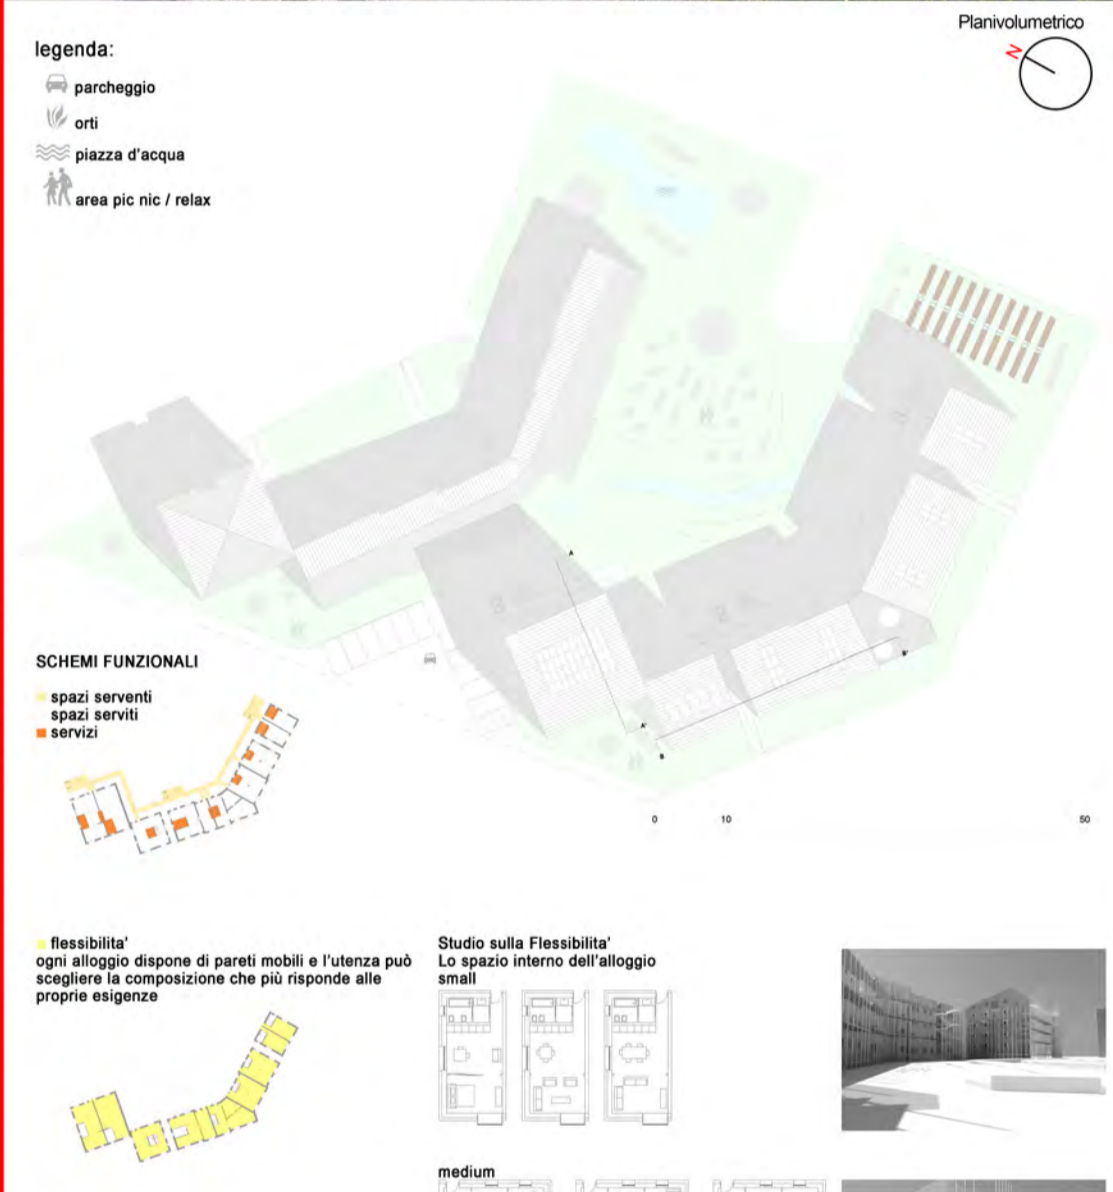 Planivolumetrico
N
legenda:
parcheggio
orti
piazza d'acqua
area pic nic / relax
A
A'
B
B'
0 10 50
SCHEMI FUNZIONALI
spazi serventi
spazi serviti
servizi
flessibilita'
ogni alloggio dispone di pareti mobili e l'utenza può
scegliere la composizione che più risponde alle
proprie esigenze
Studio sulla Flessibilita'
Lo spazio interno dell'alloggio
small
medium